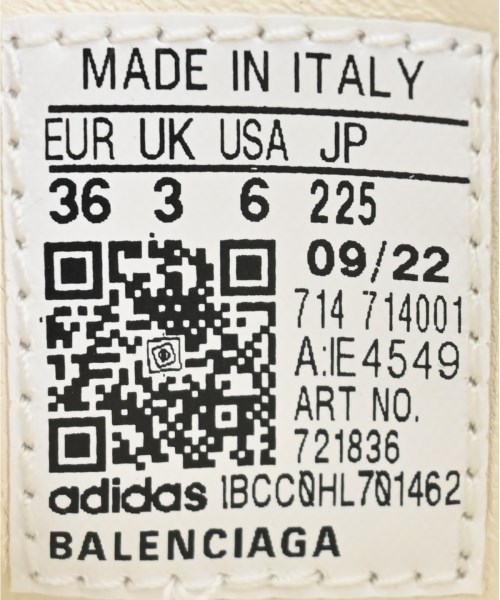 MADE IN ITALY
EUR UK USA JP
36 3 6 225
09/22
714 714001
A:IE4549
ART NO.
721836
adidas 1BCC0HL701462
BALENCIAGA